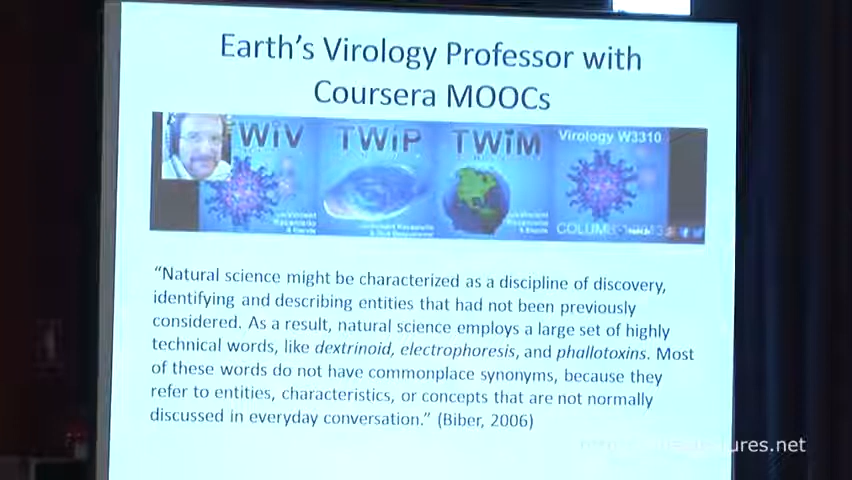 Earth's Virology Professor with
Coursera MOOCs
WiV TWiP TWiM Virology W3310
“Natural science might be characterized as a discipline of discovery,
identifying and describing entities that had not been previously
considered. As a result, natural science employs a large set of highly
technical words, like dextrinoid, electrophoresis, and phallotoxins. Most
of these words do not have commonplace synonyms, because they
refer to entities, characteristics, or concepts that are not normally
discussed in everyday conversation.” (Biber, 2006)